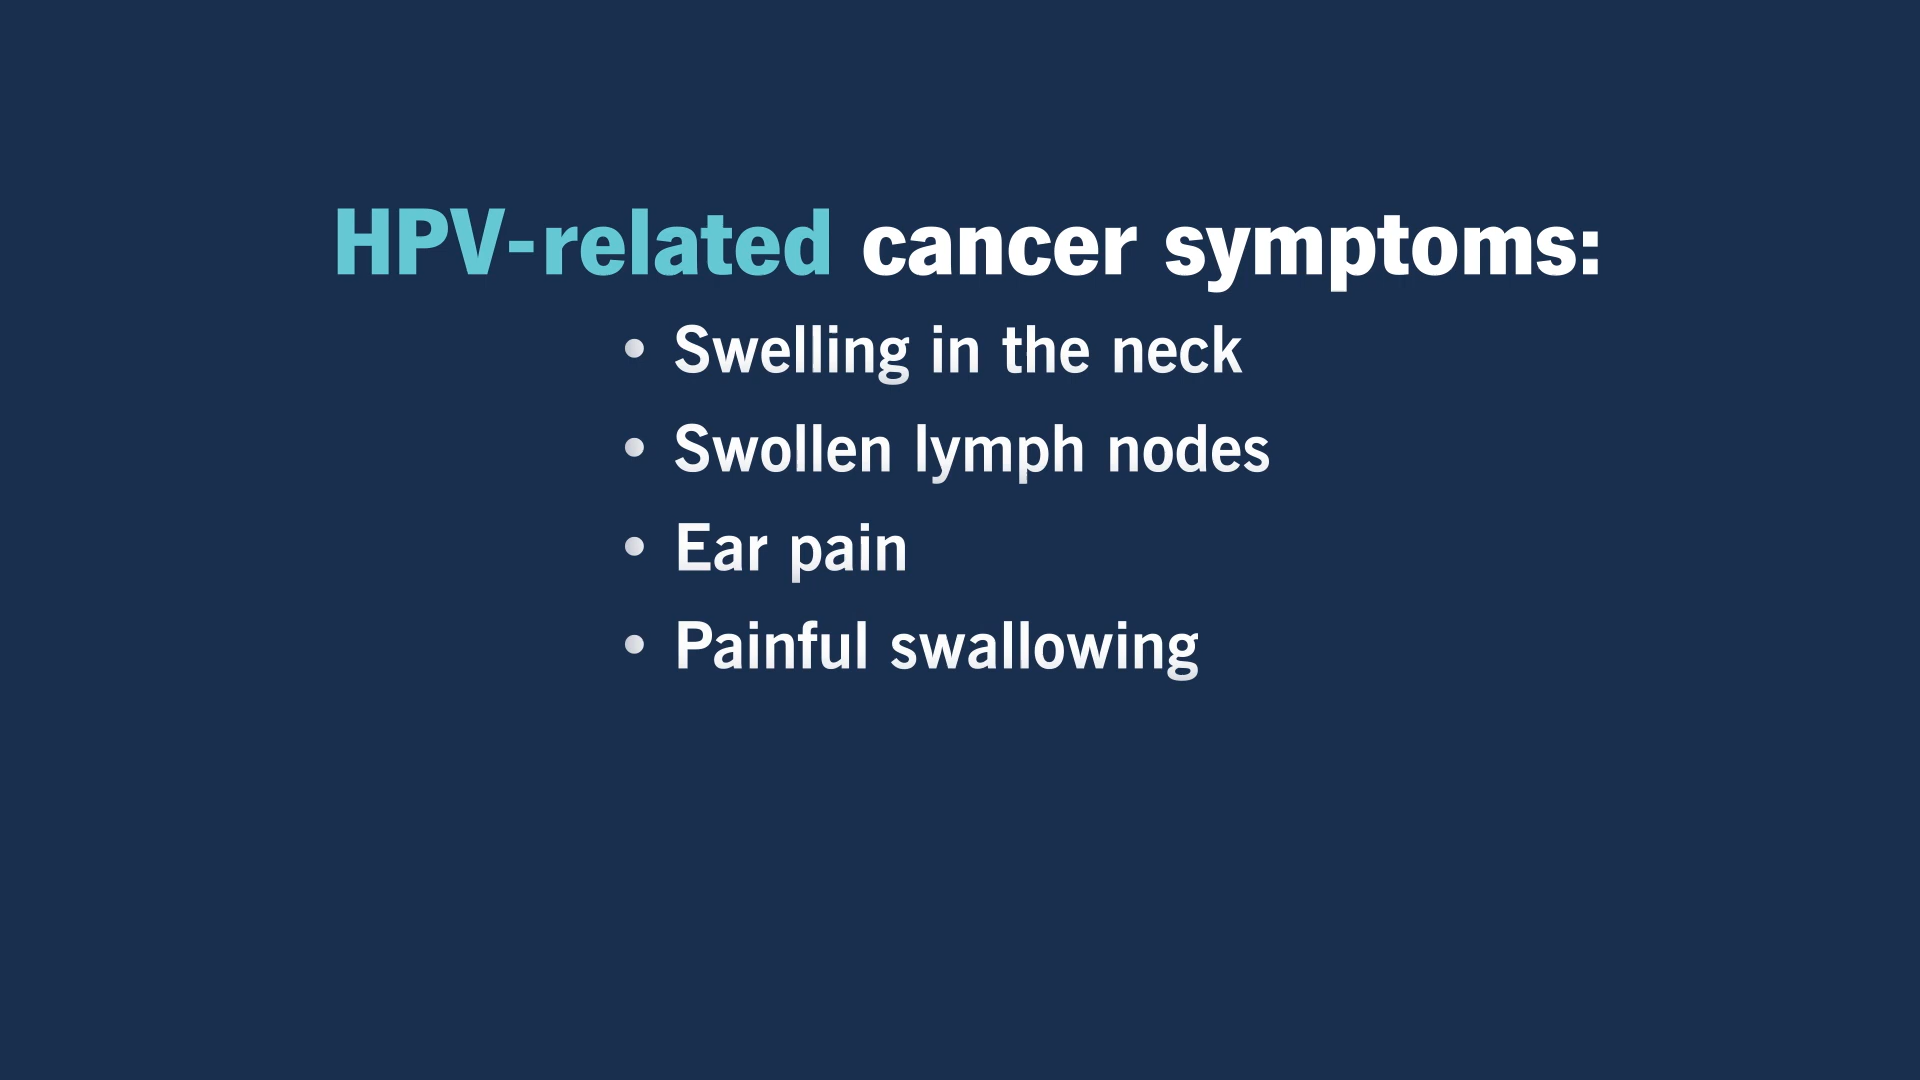 HPV-related cancer symptoms:
• Swelling in the neck
• Swollen lymph nodes
• Ear pain
• Painful swallowing